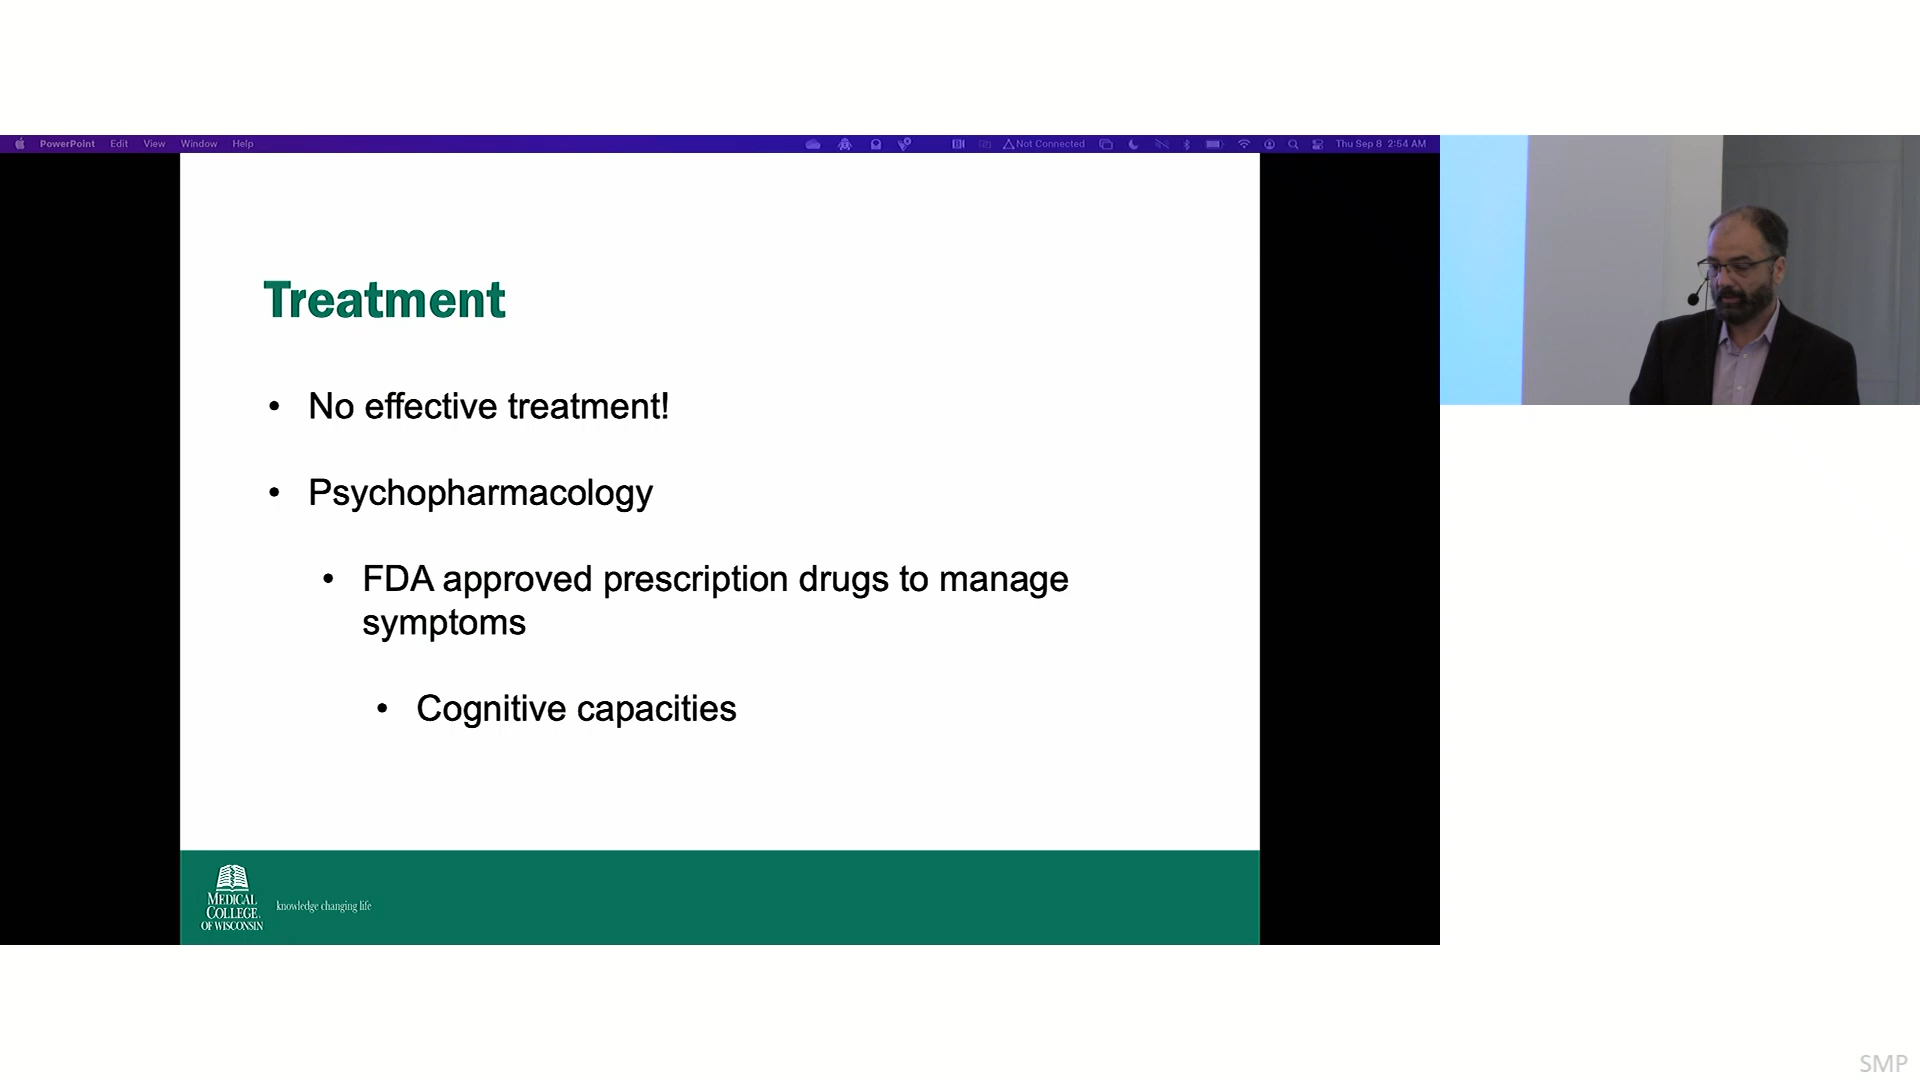 PowerPoint Edit View Window Help Not Connected Thu Sep 8 2:54 AM
Treatment
• No effective treatment!
• Psychopharmacology
• FDA approved prescription drugs to manage
symptoms
• Cognitive capacities
MEDICAL
COLLEGE
OF WISCONSIN
knowledge changing life
SMP